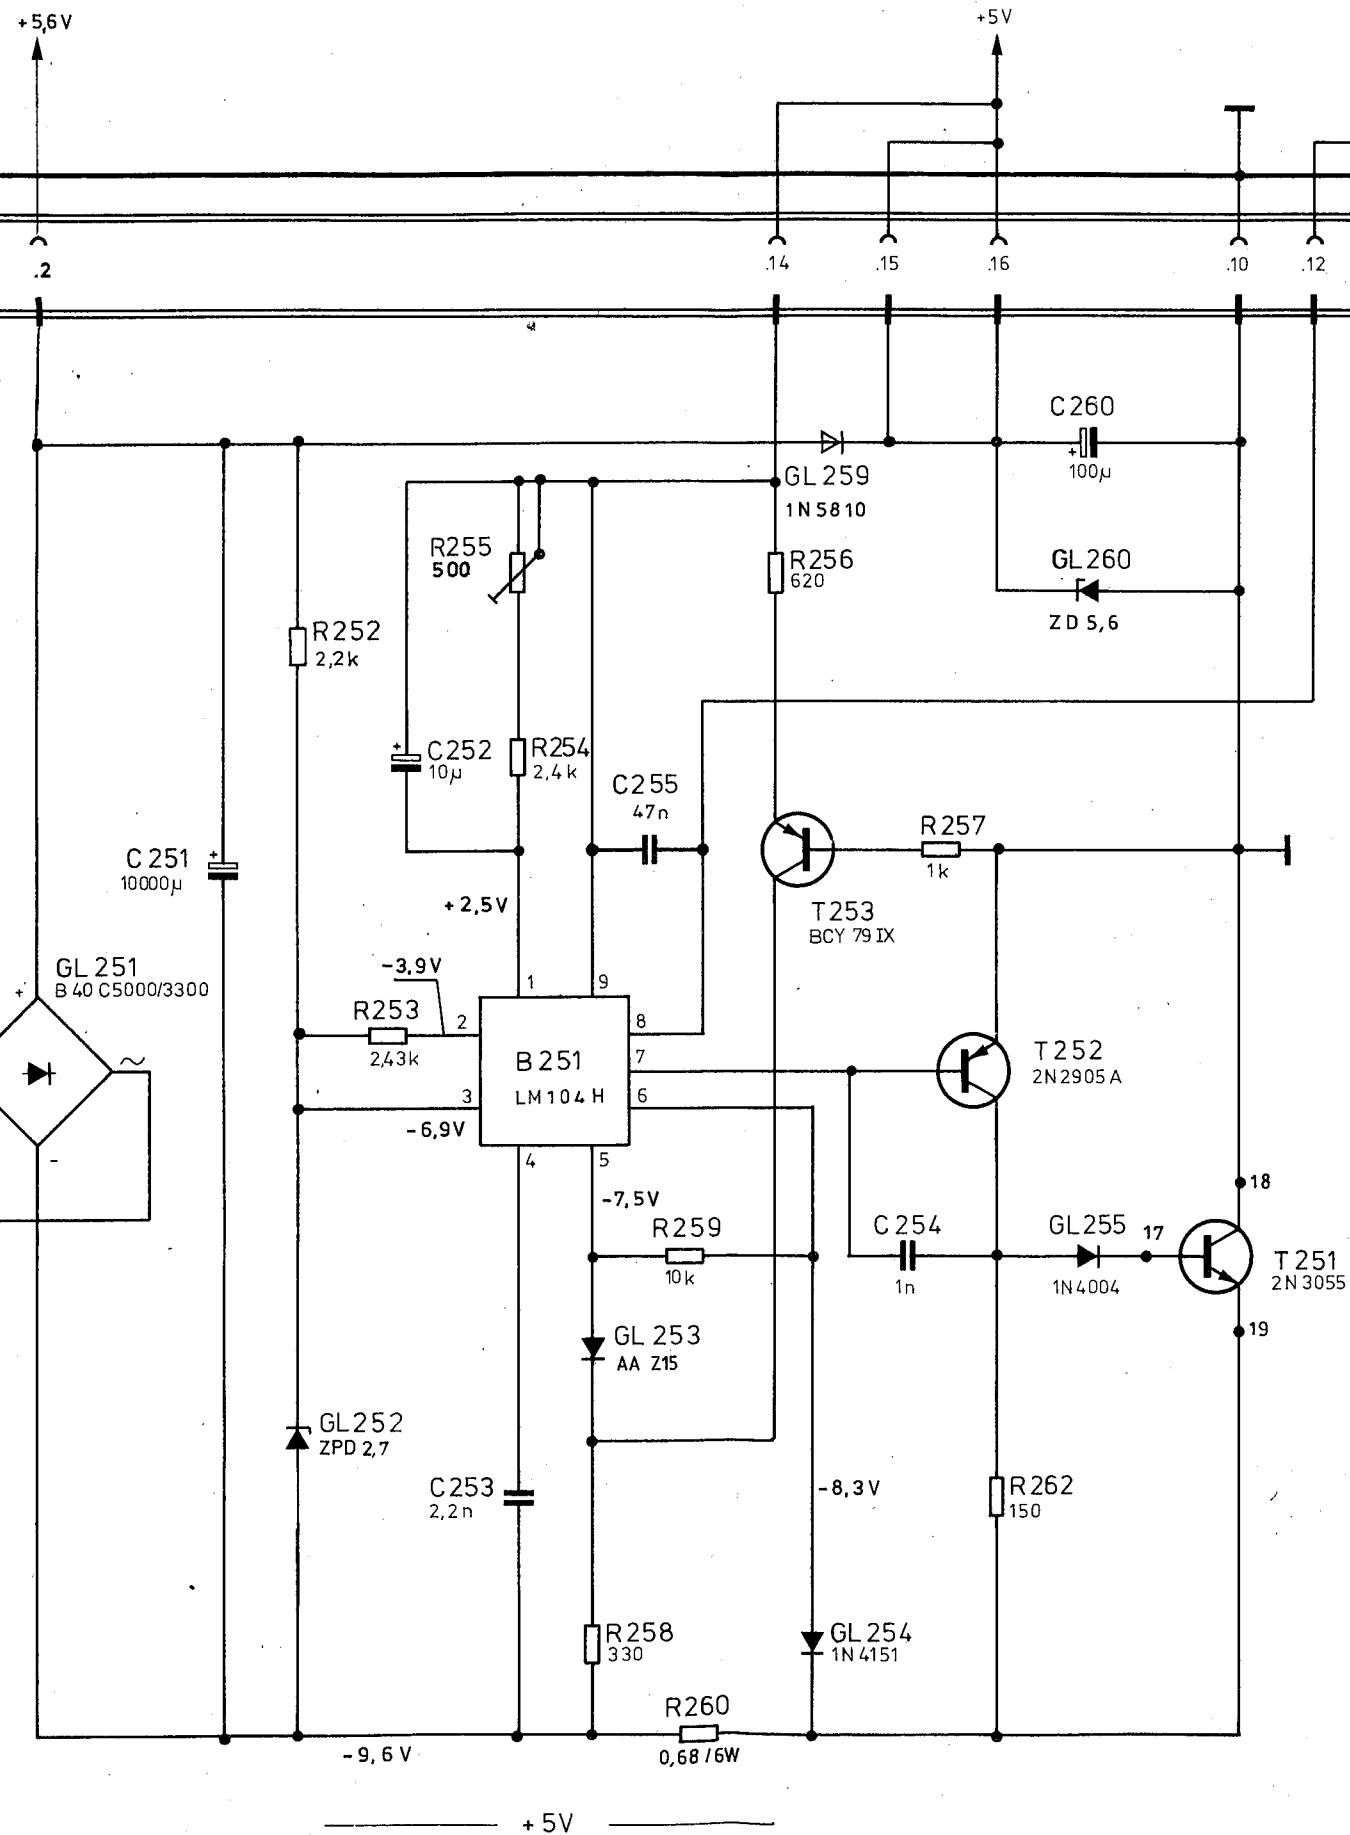 +5,6V
+5V
.2
.14
.15
.16
.10
.12
C260
+
100µ
GL259
1N5810
R255
500
R256
620
GL260
ZD 5,6
R252
2,2k
+
C252
10µ
R254
2,4k
C255
47n
R257
1k
+
C251
10000µ
+2,5V
T253
BCY 79 IX
-3,9V
GL251
B40 C5000/3300
+
~
-
1
9
R253
2,43k
2
8
B251
LM104H
7
3
6
-6,9V
4
5
T252
2N2905A
-7,5V
18
R259
10k
C254
1n
GL255
1N4004
17
T251
2N3055
19
GL253
AA Z15
GL252
ZPD 2,7
C253
2,2n
-8,3V
R262
150
R258
330
GL254
1N4151
R260
0,68/6W
-9,6V
+5V